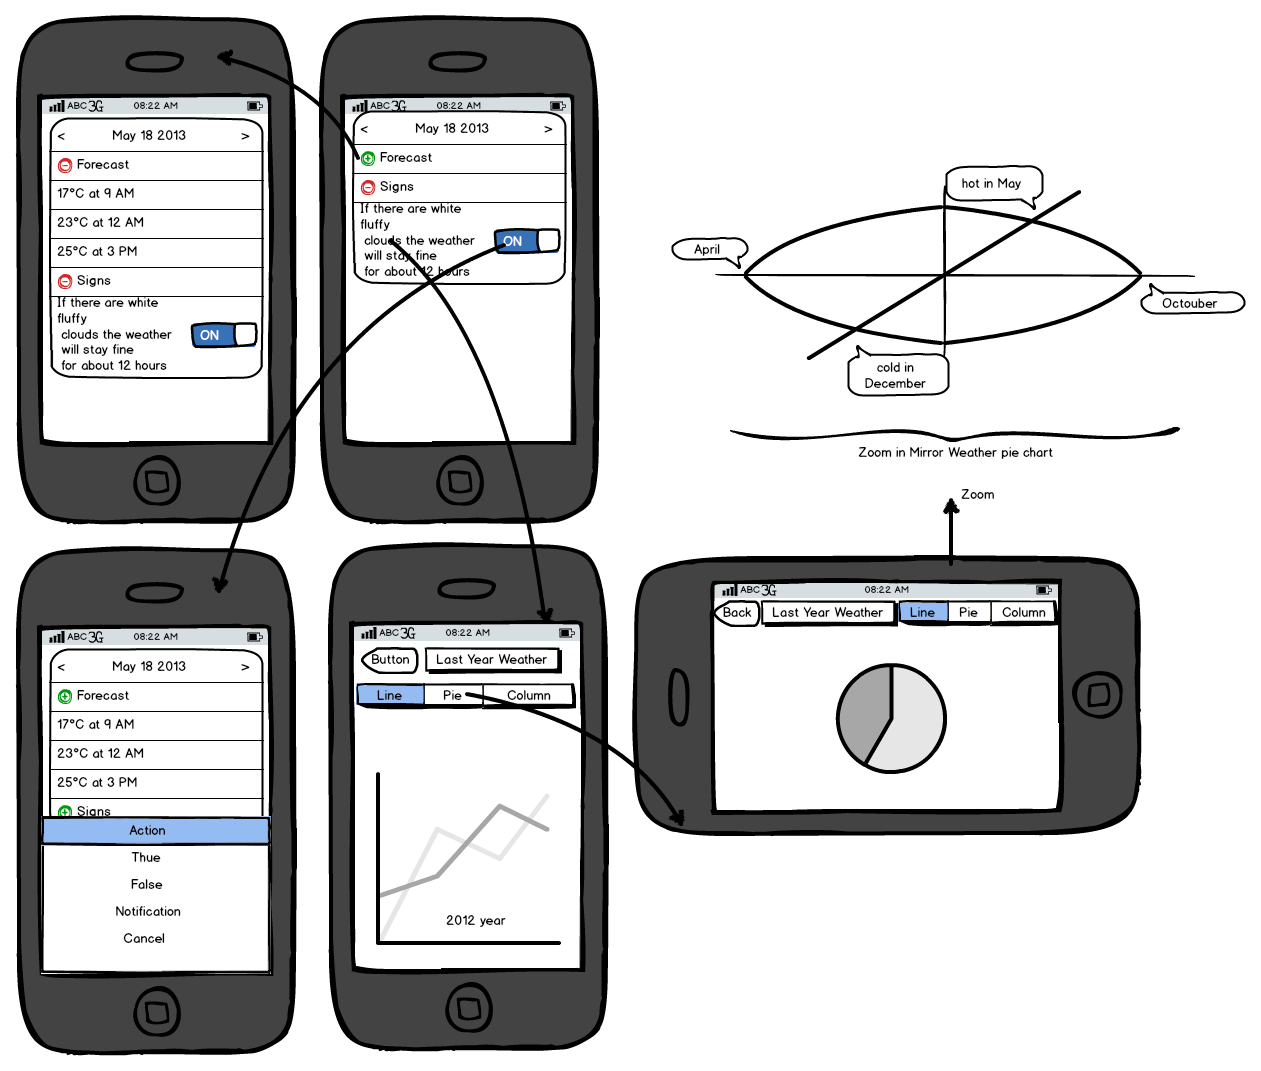 ABC 3G 08:22 AM
< May 18 2013 >
Forecast
17°C at 9 AM
23°C at 12 AM
25°C at 3 PM
Signs
If there are white
fluffy
clouds the weather
will stay fine
for about 12 hours
ON
ABC 3G 08:22 AM
< May 18 2013 >
Forecast
Signs
If there are white
fluffy
clouds the weather
will stay fine
for about 12 hours
ON
hot in May
April
Octouber
cold in
December
Zoom in Mirror Weather pie chart
Zoom
ABC 3G 08:22 AM
< May 18 2013 >
Forecast
17°C at 9 AM
23°C at 12 AM
25°C at 3 PM
Signs
Action
Thue
False
Notification
Cancel
ABC 3G 08:22 AM
Button Last Year Weather
Line Pie Column
2012 year
ABC 3G 08:22 AM
Back Last Year Weather Line Pie Column